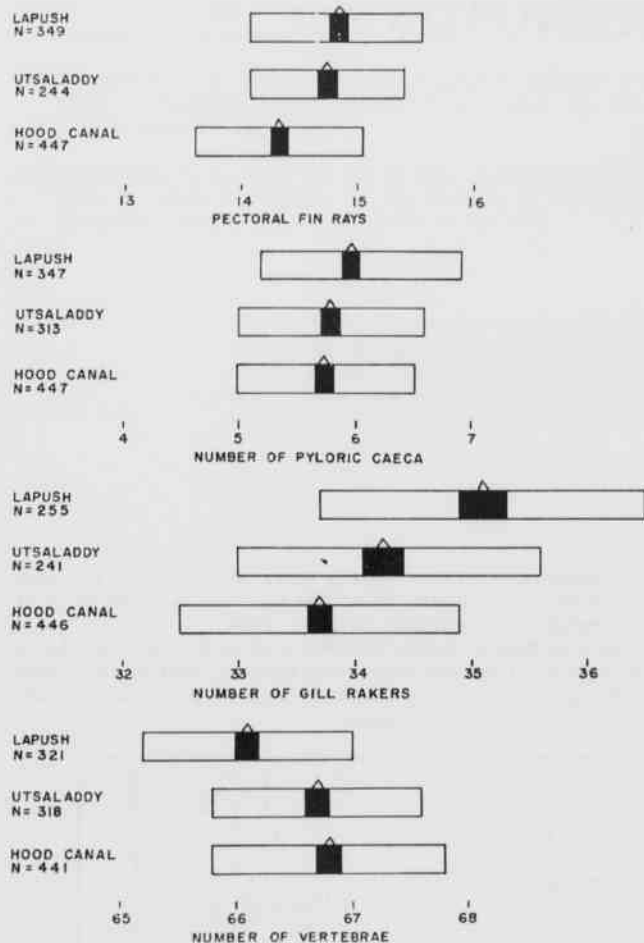 LAPUSH
N=349
UTSALADDY
N=244
HOOD CANAL
N=447
13 14 15 16
PECTORAL FIN RAYS
LAPUSH
N=347
UTSALADDY
N=313
HOOD CANAL
N=447
4 5 6 7
NUMBER OF PYLORIC CAECA
LAPUSH
N=255
UTSALADDY
N=241
HOOD CANAL
N=446
32 33 34 35 36
NUMBER OF GILL RAKERS
LAPUSH
N=321
UTSALADDY
N=318
HOOD CANAL
N=441
65 66 67 68
NUMBER OF VERTEBRAE